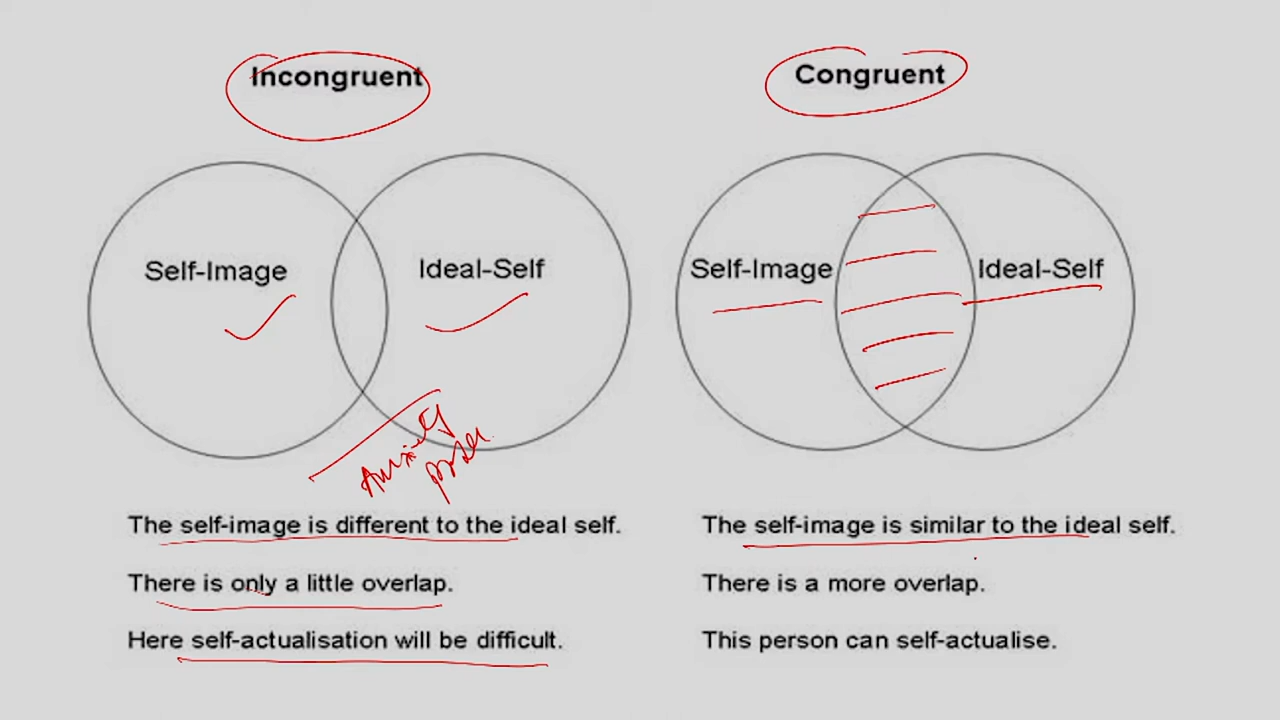 Incongruent
Self-Image
Ideal-Self
Anxiety
The self-image is different to the ideal self.
There is only a little overlap.
Here self-actualisation will be difficult.
Congruent
Self-Image
Ideal-Self
The self-image is similar to the ideal self.
There is a more overlap.
This person can self-actualise.